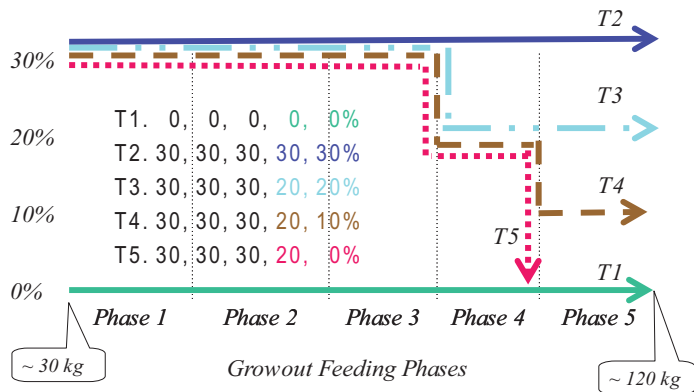 T2
30%
T3
T1. 0, 0, 0, 0, 0%
20%
T2. 30, 30, 30, 30, 30%
T3. 30, 30, 30, 20, 20%
T4
10%
T4. 30, 30, 30, 20, 10%
T5
T5. 30, 30, 30, 20, 0%
T1
0%
Phase 1 Phase 2 Phase 3 Phase 4 Phase 5
~ 30 kg
Growout Feeding Phases
~ 120 kg